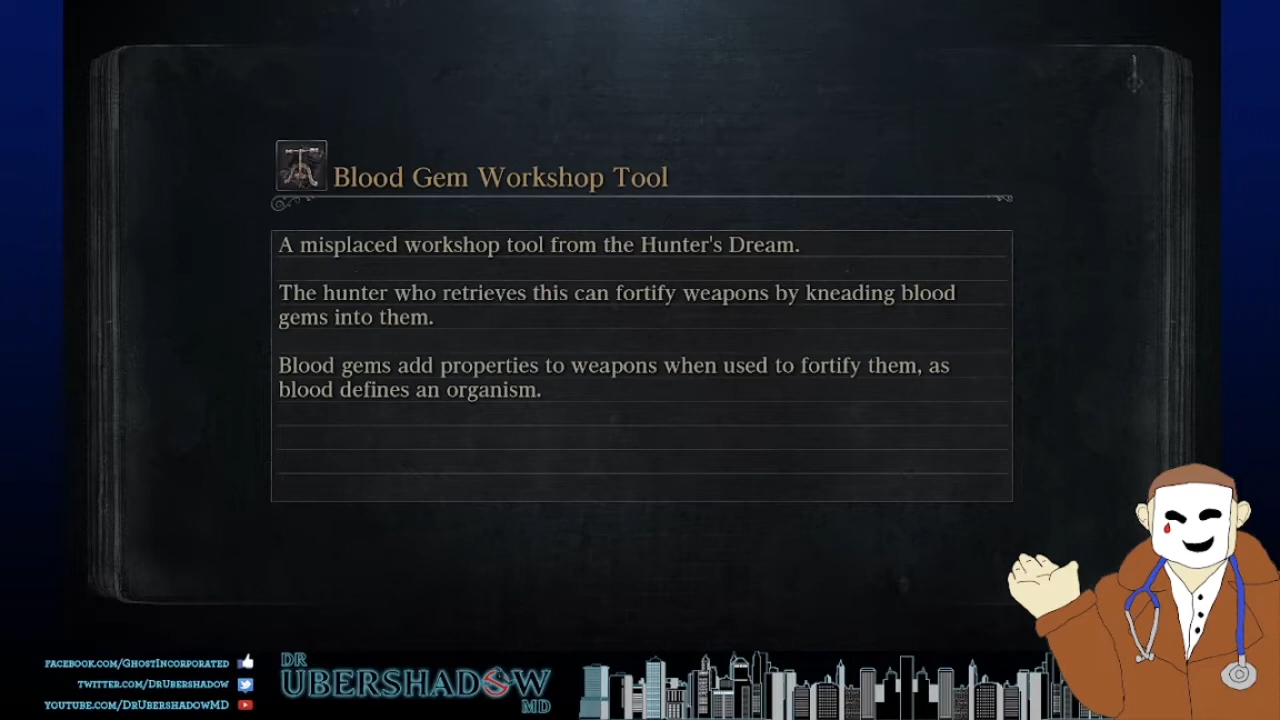 Blood Gem Workshop Tool
A misplaced workshop tool from the Hunter's Dream.
The hunter who retrieves this can fortify weapons by kneading blood
gems into them.
Blood gems add properties to weapons when used to fortify them, as
blood defines an organism.
facebook.com/GhostIncorporated
twitter.com/DrUbershadow
youtube.com/DrUbershadowMD
DR
UBERSHADOW
MD